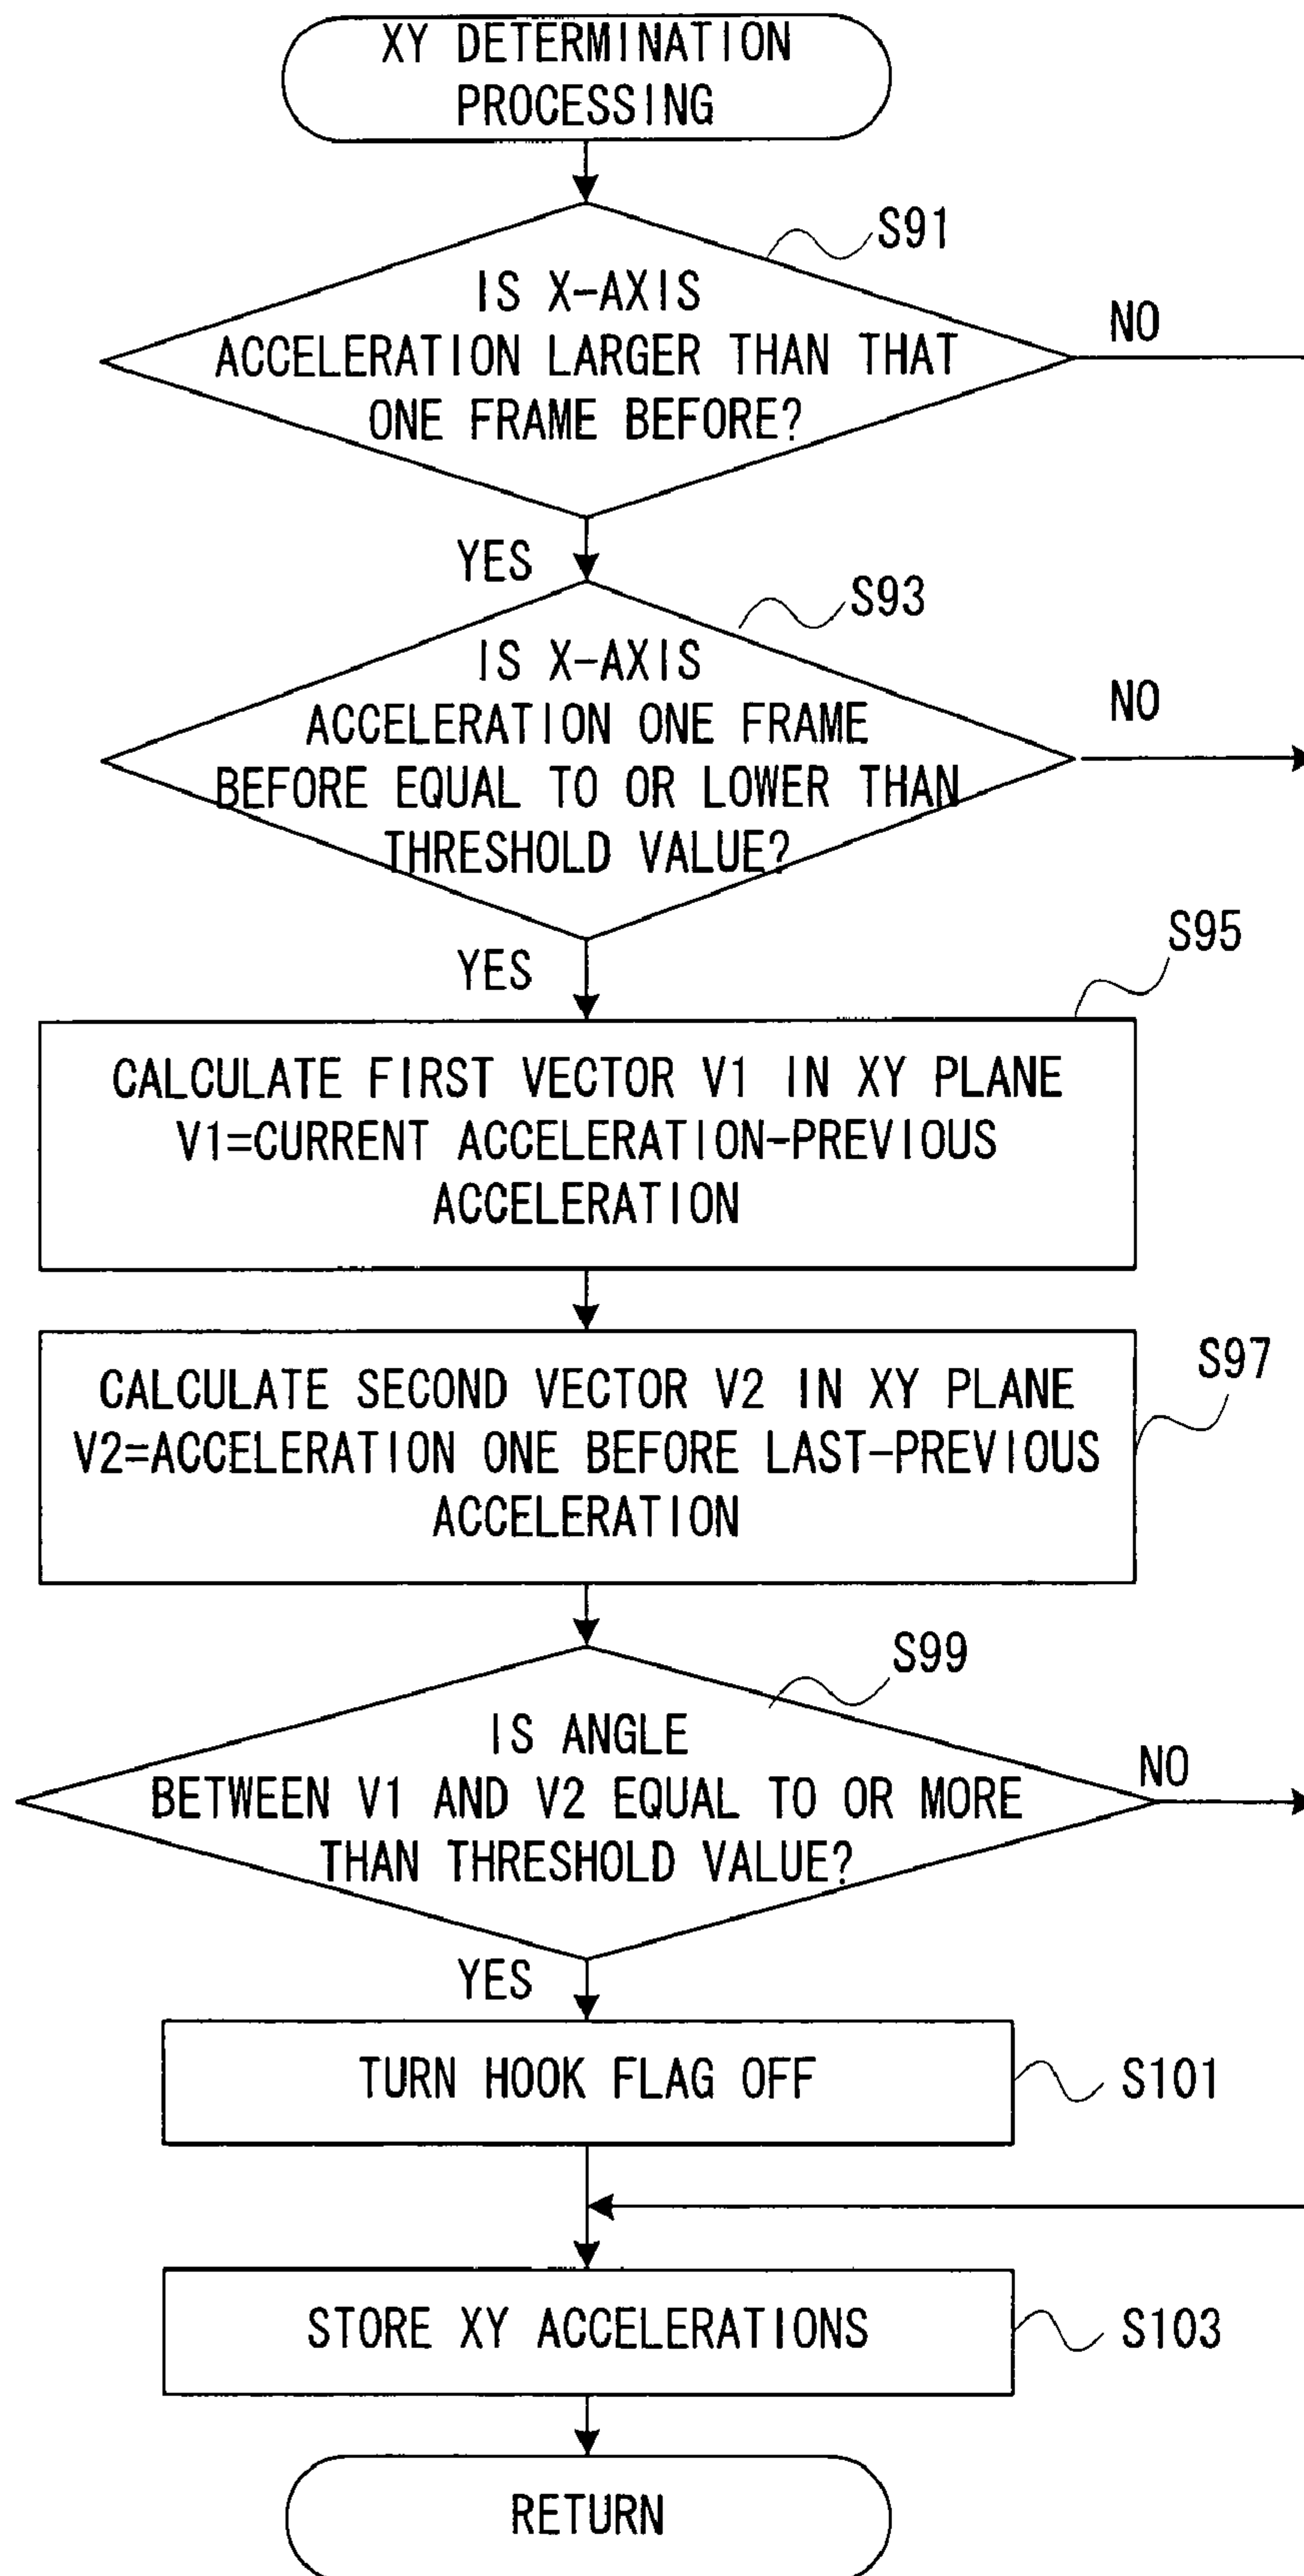 XY DETERMINATION
PROCESSING
S91
IS X-AXIS
ACCELERATION LARGER THAN THAT
ONE FRAME BEFORE?
NO
YES
S93
IS X-AXIS
ACCELERATION ONE FRAME
BEFORE EQUAL TO OR LOWER THAN
THRESHOLD VALUE?
NO
YES
S95
CALCULATE FIRST VECTOR V1 IN XY PLANE
V1=CURRENT ACCELERATION-PREVIOUS
ACCELERATION
S97
CALCULATE SECOND VECTOR V2 IN XY PLANE
V2=ACCELERATION ONE BEFORE LAST-PREVIOUS
ACCELERATION
S99
IS ANGLE
BETWEEN V1 AND V2 EQUAL TO OR MORE
THAN THRESHOLD VALUE?
NO
YES
TURN HOOK FLAG OFF
S101
STORE XY ACCELERATIONS
S103
RETURN